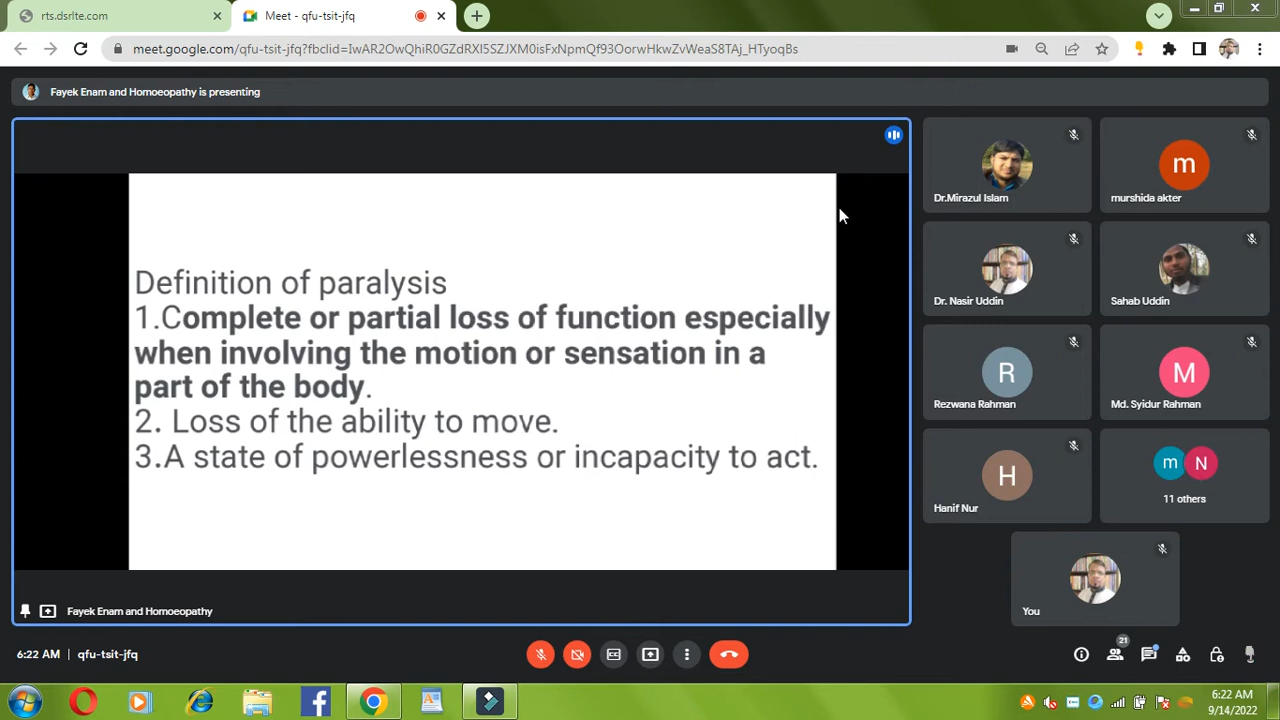 rts.dsrlte.com
Meet - qfu-tsit-jfq
meet.google.com/qfu-tsit-jfq?fbclid=IwAR2OwQhiR0GZdRXI5SZJXM0isFxNpmQf93OorwHkwZvWeaS8TAj_HTyoqBs
Fayek Enam and Homoeopathy is presenting
Definition of paralysis
1.Complete or partial loss of function especially
when involving the motion or sensation in a
part of the body.
2. Loss of the ability to move.
3.A state of powerlessness or incapacity to act.
Fayek Enam and Homoeopathy
Dr.Mirazul Islam
m
murshida akter
Dr. Nasir Uddin
Sahab Uddin
R
Rezwana Rahman
M
Md. Syidur Rahman
H
Hanif Nur
m N
11 others
You
6:22 AM | qfu-tsit-jfq
21
6:22 AM
9/14/2022